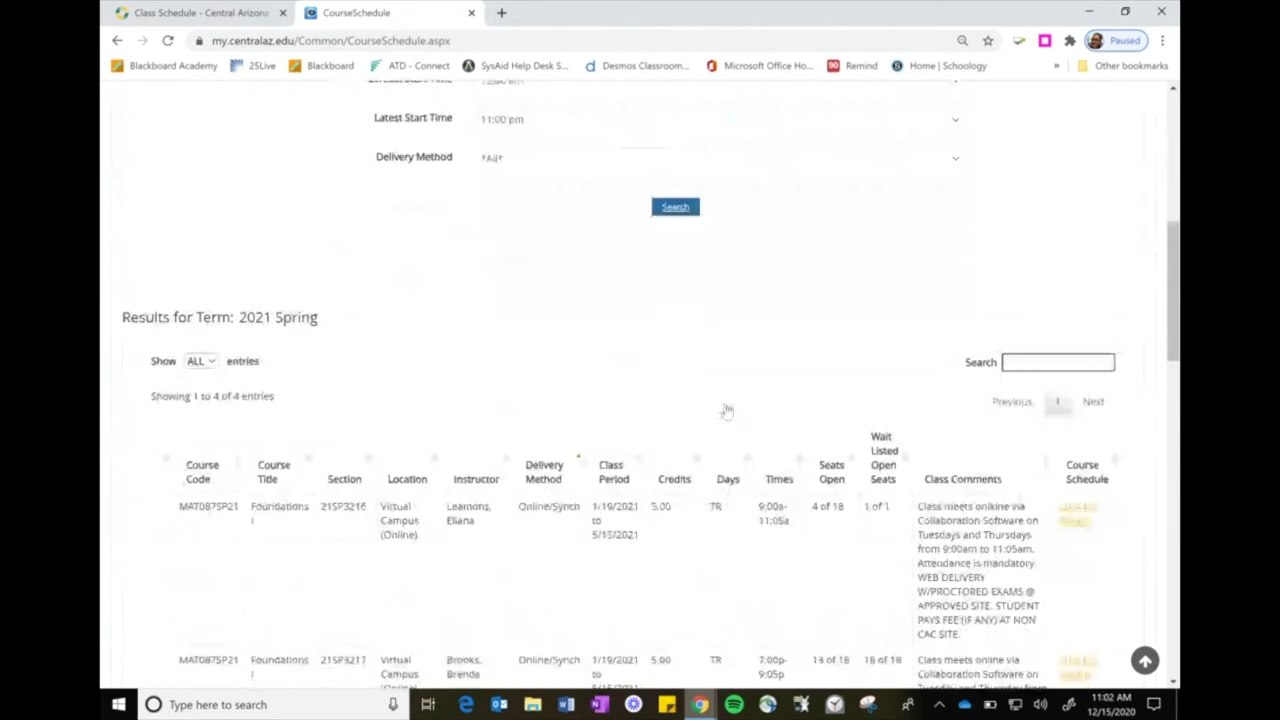 Class Schedule - Central Arizona
CourseSchedule
my.centralaz.edu/Common/CourseSchedule.aspx
Paused
Blackboard Academy
25Live
Blackboard
ATD - Connect
SysAid Help Desk S...
Desmos Classroom...
Microsoft Office Ho...
Remind
Home | Schoology
»
Other bookmarks
Latest Start Time
11:00 pm
Delivery Method
*All*
Search
Results for Term: 2021 Spring
Show ALL entries
Search
Showing 1 to 4 of 4 entries
Previous 1 Next
Course Code
Course Title
Section
Location
Instructor
Delivery Method
Class Period
Credits
Days
Times
Seats Open
Wait Listed Open Seats
Class Comments
Course Schedule
MAT087SP21
Foundations I
21SP3216
Virtual Campus (Online)
Leamons, Eliana
Online/Synch
1/19/2021 to 5/15/2021
5.00
TR
9:00a-11:05a
4 of 18
1 of 1
Class meets online via
Collaboration Software on
Tuesdays and Thursdays
from 9:00am to 11:05am.
Attendance is mandatory.
WEB DELIVERY
W/PROCTORED EXAMS @
APPROVED SITE. STUDENT
PAYS FEE(IF ANY)AT NON
CAC SITE.
MAT087SP21
Foundations I
21SP3217
Virtual Campus
Brooks, Brenda
Online/Synch
1/19/2021 to
5.00
TR
7:00p-9:05p
13 of 18
18 of 18
Class meets online via
Collaboration Software on
Type here to search
11:02 AM
12/15/2020